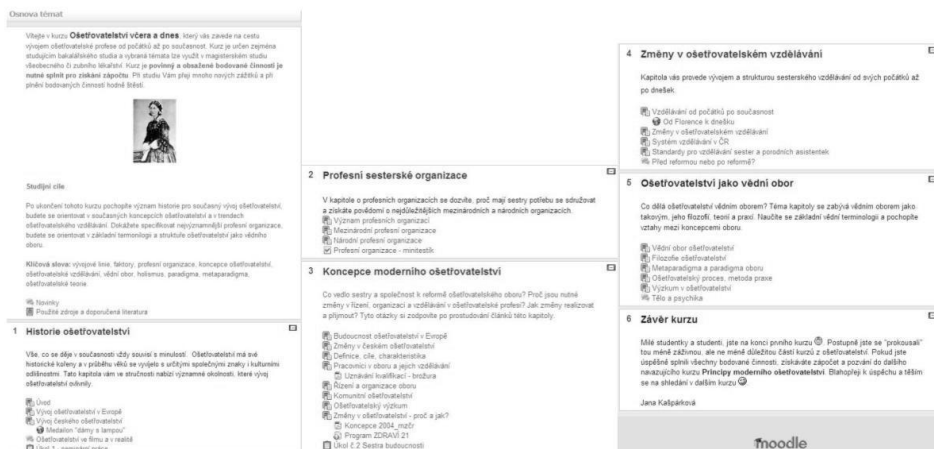 Osnova témat
Vítejte v kurzu Ošetřovatelství včera a dnes, který vás zavede na cestu
vývojem ošetřovatelské profese od počátků až po současnost. Kurz je určen zejména
studujícím bakalářského studia a vybraná témata lze využít v magisterském studiu
všeobecného či zubního lékařství. Kurz je povinný a obsažené bodované činnosti je
nutné splnit pro získání zápočtu. Při studiu Vám přeji mnoho nových zážitků a při
plnění bodovaných činností hodně štěstí.
Studijní cíle
Po ukončení tohoto kurzu pochopíte význam historie pro současný vývoj ošetřovatelství,
budete se orientovat v současných koncepcích ošetřovatelství a v trendech
ošetřovatelského vzdělávání. Dokážete specifikovat nejvýznamnější profesní organizace,
budete se orientovat v základní termonilogii a struktuře ošetřovatelství jako vědního
oboru.
Klíčová slova: vývojové linie, faktory, profesní organizace, koncepce ošetřovatelství,
ošetřovatelské vzdělávání, vědní obor, holismus, paradigma, metaparadigma,
ošetřovatelské teorie
Novinky
Použité zdroje a doporučená literatura
1 Historie ošetřovatelství
Vše, co se děje v současnosti vždy souvisí s minulostí. Ošetřovatelství má své
historické kořeny a v průběhu věků se vyvíjelo s určitými společnými znaky i kulturními
odlišnostmi. Tato kapitola vám ve stručnosti nabízí významné okolnosti, které vývoj
ošetřovatelství ovlivnily.
Úvod
Vývoj ošetřovatelství v Evropě
Vývoj českého ošetřovatelství
Medailon "dámy s lampou"
Ošetřovatelství ve filmu a v realitě
Úkol 1 - seminární práce
2 Profesní sesterské organizace
V kapitole o profesních organizacích se dozvíte, proč mají sestry potřebu se sdružovat
a získáte povědomí o nejdůležitějších mezinárodních a národních organizacích.
Význam profesních organizací
Mezinárodní profesní organizace
Národní profesní organizace
Profesní organizace - minitestík
3 Koncepce moderního ošetřovatelství
Co vedlo sestry a společnost k reformě ošetřovatelského oboru? Proč jsou nutné
změny v řízení, organizaci a vzdělávání v ošetřovatelské profesi? Jak změny realizovat
a přijmout? Tyto otázky si zodpovíte po prostudování článků této kapitoly.
Budoucnost ošetřovatelství v Evropě
Změny v českém ošetřovatelství
Definice, cíle, charakteristika
Pracovníci v oboru a jejich vzdělávání
Uznávání kvalifikací - brožura
Řízení a organizace oboru
Komunitní ošetřovatelství
Ošetřovatelský výzkum
Změny v ošetřovatelství - proč a jak?
Koncepce 2004_mzčr
Program ZDRAVÍ 21
Úkol č.2 Sestra budoucnosti
4 Změny v ošetřovatelském vzdělávání
Kapitola vás provede vývojem a strukturou sesterského vzdělávání od svých počátků až
po dnešek.
Vzdělávání od počátků po současnost
Od Florence k dnešku
Změny v ošetřovatelském vzdělávání
Systém vzdělávání v ČR
Standardy pro vzdělávání sester a porodních asistentek
Před reformou nebo po reformě?
5 Ošetřovatelství jako vědní obor
Co dělá ošetřovatelství vědním oborem? Téma kapitoly se zabývá vědním oborem jako
takovým, jeho filozofií, teorií a praxí. Naučíte se základní vědní terminologii a pochopíte
vztahy mezi koncepcemi oboru.
Vědní obor ošetřovatelství
Filozofie ošetřovatelství
Metaparadigma a paradigma oboru
Ošetřovatelský proces, metoda praxe
Výzkum v ošetřovatelství
Tělo a psychika
6 Závěr kurzu
Milé studentky a studenti, jste na konci prvního kurzu. Postupně jste se "prokousali"
tou méně záživnou, ale ne méně důležitou částí kurzů z ošetřovatelství. Pokud jste
úspěšně splnili všechny bodované činnosti, získáváte zápočet a pozvání do dalšího
navazujícího kurzu Principy moderního ošetřovatelství. Blahopřeji k úspěchu a těším
se na shledání v dalším kurzu
Jana Kašpárková
moodle